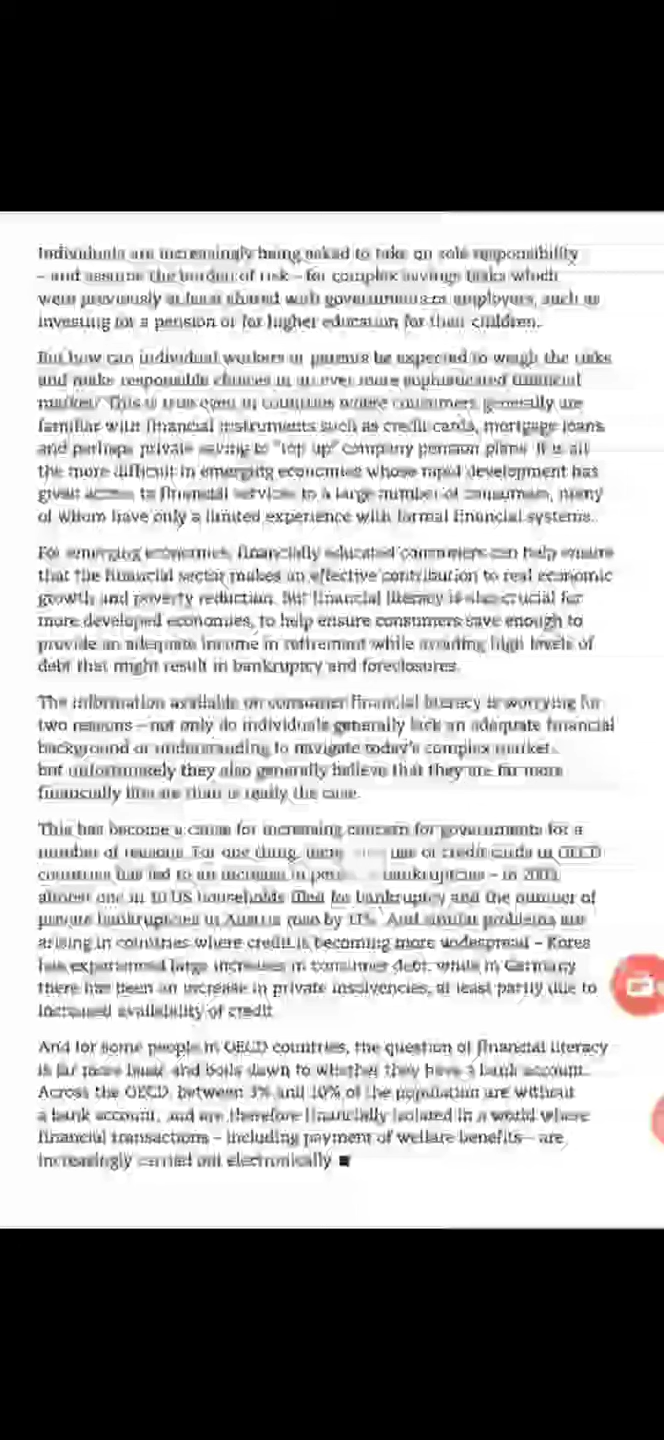 Individuals are increasingly being asked to take on sole responsibility
– and assume the burden of risk – for complex savings tasks which
were previously at least shared with governments or employers, such as
investing for a pension or for higher education for their children.
But how can individual workers or parents be expected to weigh the risks
and make responsible choices in an ever more sophisticated financial
market? This is true even in countries where consumers generally are
familiar with financial instruments such as credit cards, mortgage loans
and perhaps private saving to "top up" company pension plans. It is all
the more difficult in emerging economies whose rapid development has
given access to financial services to a large number of consumers, many
of whom have only a limited experience with formal financial systems.
For emerging economies, financially educated consumers can help ensure
that the financial sector makes an effective contribution to real economic
growth and poverty reduction. But financial literacy is also crucial for
more developed economies, to help ensure consumers save enough to
provide an adequate income in retirement while avoiding high levels of
debt that might result in bankruptcy and foreclosures.
The information available on consumer financial literacy is worrying for
two reasons – not only do individuals generally lack an adequate financial
background or understanding to navigate today's complex market,
but unfortunately they also generally believe that they are far more
financially literate than is really the case.
This has become a cause for increasing concern for governments for a
number of reasons. For one thing, use of credit cards in OECD
countries has led to an increase in bankruptcies – in 2003,
almost one in 10 US households filed for bankruptcy and the number of
private bankruptcies in Austria rose by 11%. And similar problems are
arising in countries where credit is becoming more widespread – Korea
has experienced large increases in consumer debt, while in Germany
there has been an increase in private insolvencies, at least partly due to
increased availability of credit.
And for some people in OECD countries, the question of financial literacy
is far more basic and boils down to whether they have a bank account.
Across the OECD, between 3% and 10% of the population are without
a bank account, and are therefore financially isolated in a world where
financial transactions – including payment of welfare benefits – are
increasingly carried out electronically ■